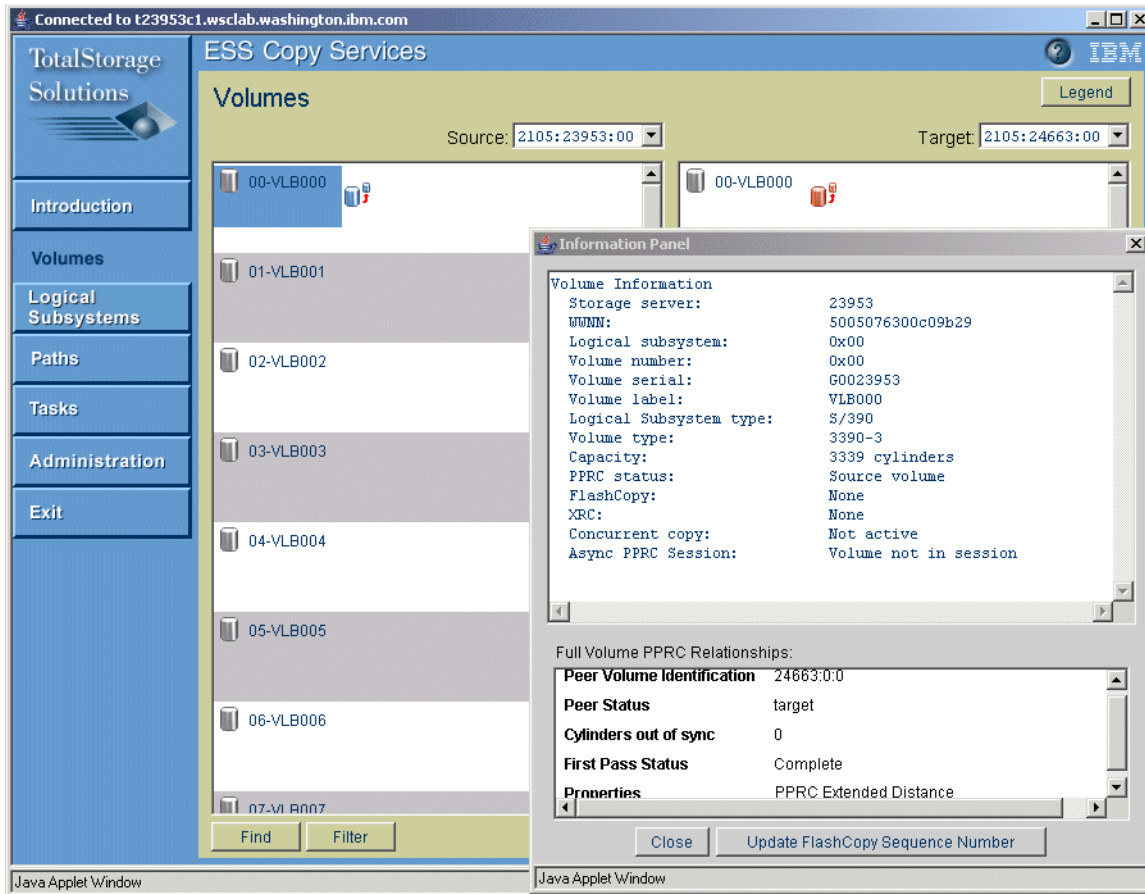 Connected to t23953c1.wsclab.washington.ibm.com
TotalStorage
Solutions
ESS Copy Services
? IBM
Volumes
Legend
Source: 2105:23953:00
Target: 2105:24663:00
Introduction
Volumes
Logical
Subsystems
Paths
Tasks
Administration
Exit
00-VLB000
01-VLB001
02-VLB002
03-VLB003
04-VLB004
05-VLB005
06-VLB006
07-VLB007
00-VLB000
Find Filter
Java Applet Window
Information Panel
Volume Information
Storage server: 23953
WWNN: 5005076300c09b29
Logical subsystem: 0x00
Volume number: 0x00
Volume serial: G0023953
Volume label: VLB000
Logical Subsystem type: S/390
Volume type: 3390-3
Capacity: 3339 cylinders
PPRC status: Source volume
FlashCopy: None
XRC: None
Concurrent copy: Not active
Async PPRC Session: Volume not in session
Full Volume PPRC Relationships:
Peer Volume Identification 24663:0:0
Peer Status target
Cylinders out of sync 0
First Pass Status Complete
Properties PPRC Extended Distance
Close Update FlashCopy Sequence Number
Java Applet Window